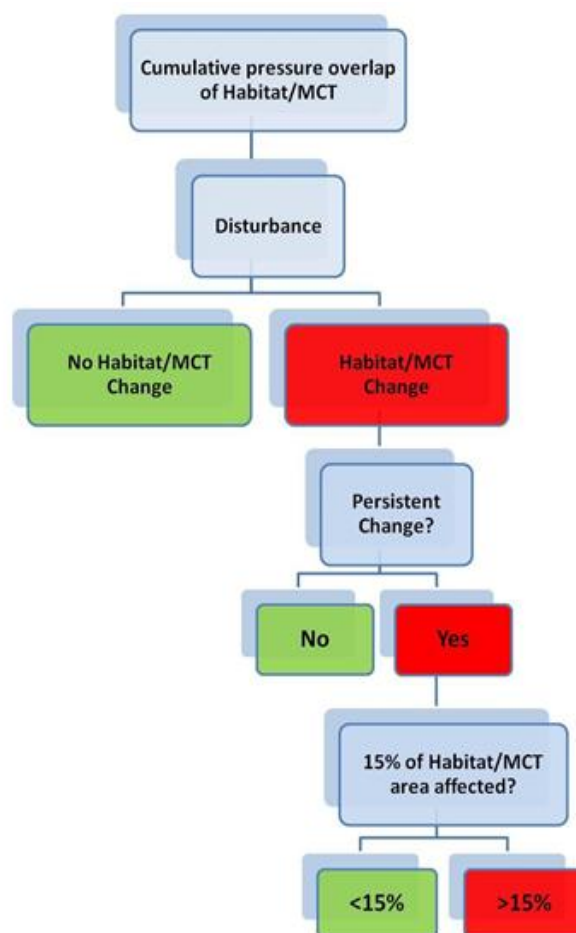 Cumulative pressure overlap
of Habitat/MCT
Disturbance
No Habitat/MCT
Change
Habitat/MCT
Change
Persistent
Change?
No
Yes
15% of Habitat/MCT
area affected?
<15%
>15%